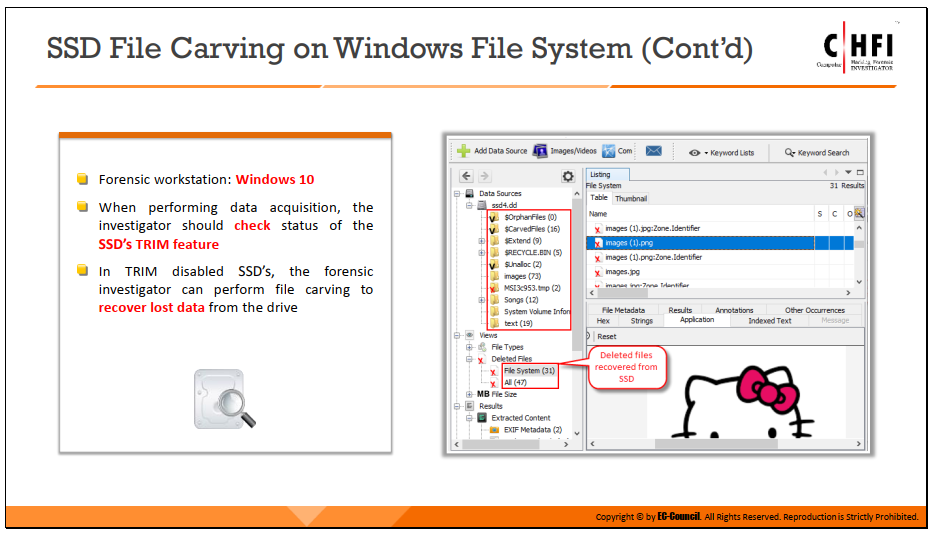 SSD File Carving on Windows File System (Cont'd)
C HFI
Computer Hacking Forensic
INVESTIGATOR
Forensic workstation: Windows 10
When performing data acquisition, the
investigator should check status of the
SSD's TRIM feature
In TRIM disabled SSD's, the forensic
investigator can perform file carving to
recover lost data from the drive
Add Data Source Images/Videos Com Keyword Lists Keyword Search
Data Sources
ssd4.dd
$OrphanFiles (0)
$CarvedFiles (16)
$Extend (9)
$RECYCLE.BIN (5)
$Unalloc (2)
images (73)
MSI3c953.tmp (2)
Songs (12)
System Volume Infor
text (19)
Views
File Types
Deleted Files
File System (31)
All (47)
MB File Size
Results
Extracted Content
EXIF Metadata (2)
Listing
File System 31 Results
Table Thumbnail
Name S C O
images (1).jpg:Zone.Identifier
images (1).png
images (1).png:Zone.Identifier
images.jpg
images.jpg:Zone.Identifier
File Metadata Results Annotations Other Occurrences
Hex Strings Application Indexed Text Message
Reset
Deleted files
recovered from
SSD
Copyright © by EC-Council. All Rights Reserved. Reproduction is Strictly Prohibited.